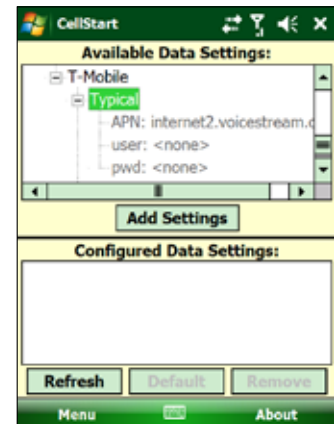 CellStart
Available Data Settings:
T-Mobile
Typical
APN: internet2.voicestream.c
user: <none>
pwd: <none>
Add Settings
Configured Data Settings:
Refresh Default Remove
Menu About